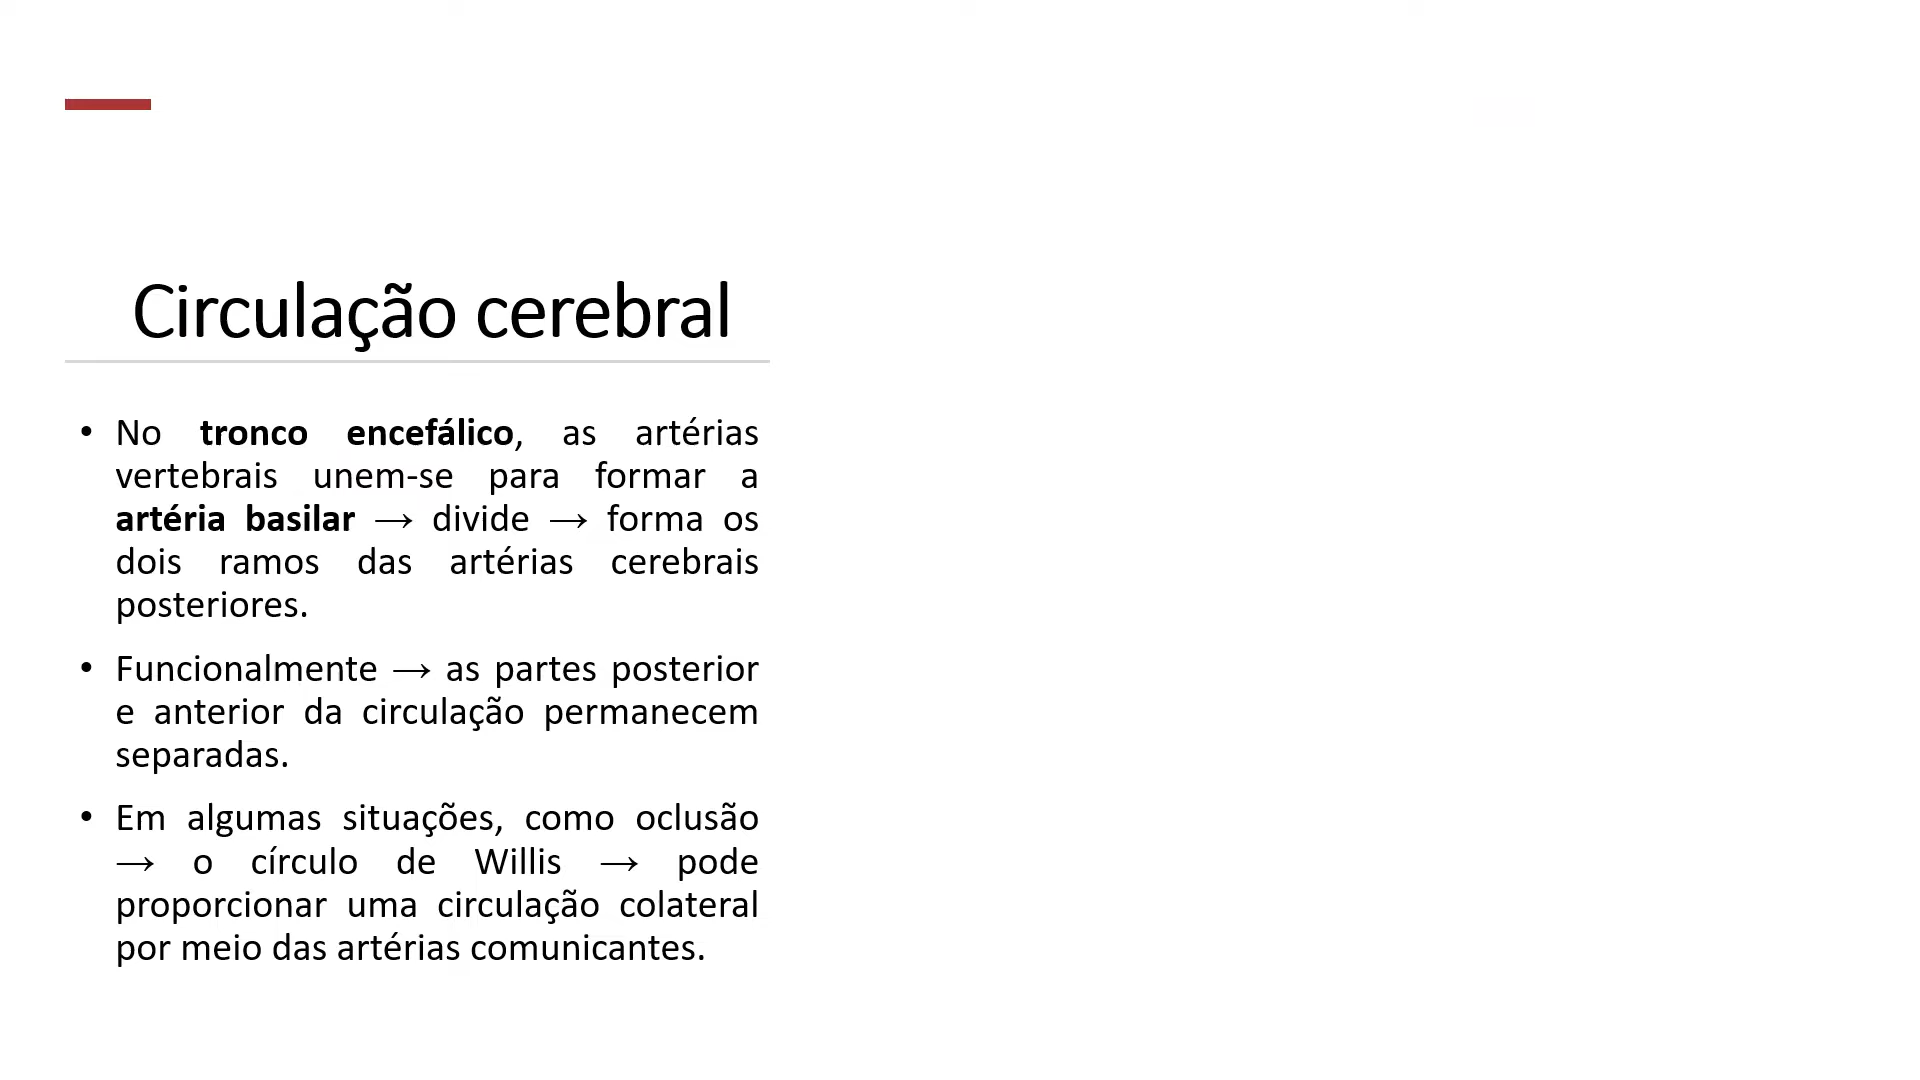 Circulação cerebral
• No tronco encefálico, as artérias
vertebrais unem-se para formar a
artéria basilar → divide → forma os
dois ramos das artérias cerebrais
posteriores.
• Funcionalmente → as partes posterior
e anterior da circulação permanecem
separadas.
• Em algumas situações, como oclusão
→ o círculo de Willis → pode
proporcionar uma circulação colateral
por meio das artérias comunicantes.